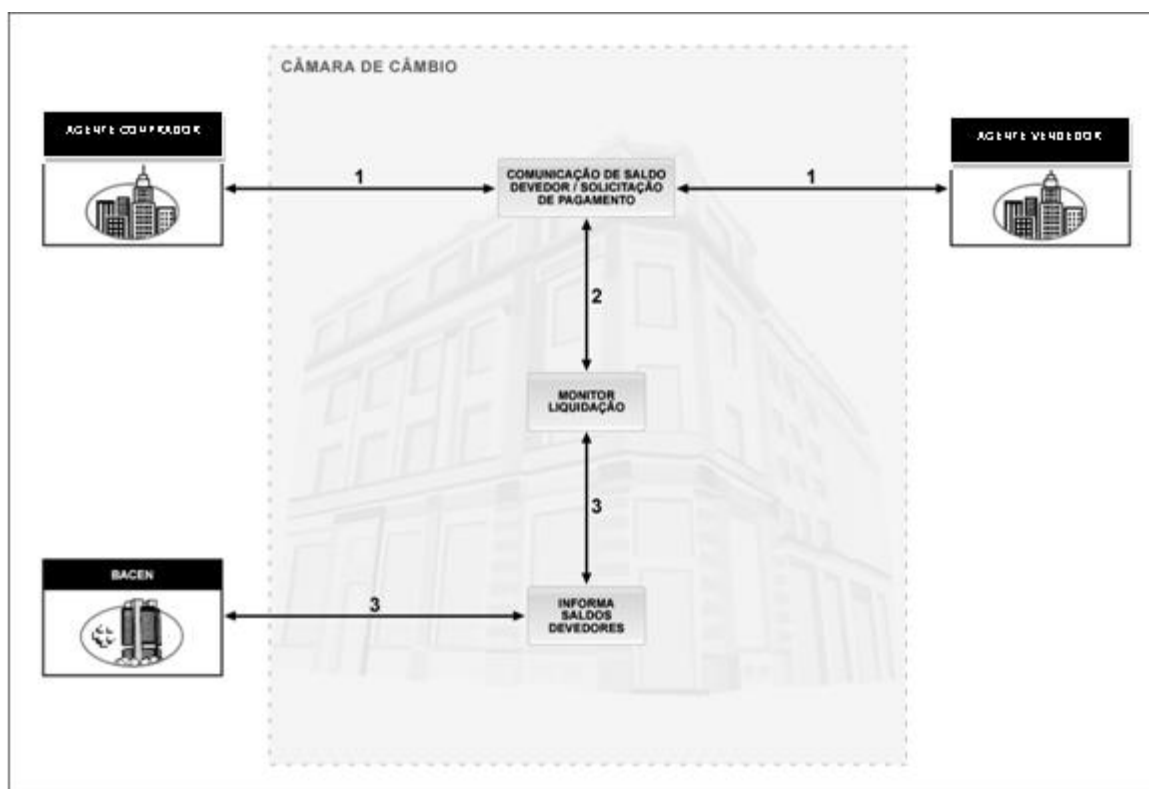 CÂMARA DE CÂMBIO
AGENTE COMPRADOR
AGENTE VENDEDOR
1
COMUNICAÇÃO DE SALDO
DEVEDOR / SOLICITAÇÃO
DE PAGAMENTO
1
2
MONITOR
LIQUIDAÇÃO
3
BACEN
3
INFORMA
SALDOS
DEVEDORES